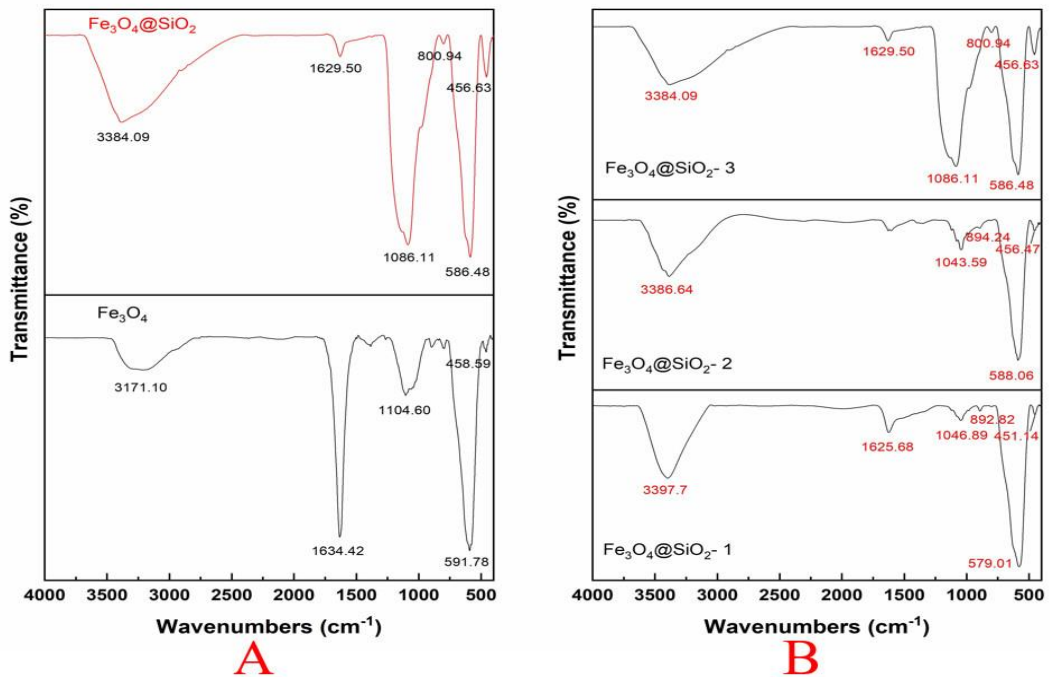 Fe₃O₄@SiO₂
3384.09
1629.50
1086.11
800.94
586.48
456.63
Fe₃O₄
3171.10
1634.42
1104.60
591.78
458.59
Transmittance (%)
4000 3500 3000 2500 2000 1500 1000 500
Wavenumbers (cm⁻¹)
A
3384.09
1629.50
1086.11
800.94
586.48
456.63
Fe₃O₄@SiO₂- 3
3386.64
1043.59
894.24
588.06
456.47
Fe₃O₄@SiO₂- 2
3397.7
1625.68
1046.89
892.82
579.01
451.14
Fe₃O₄@SiO₂- 1
Transmittance (%)
4000 3500 3000 2500 2000 1500 1000 500
Wavenumbers (cm⁻¹)
B